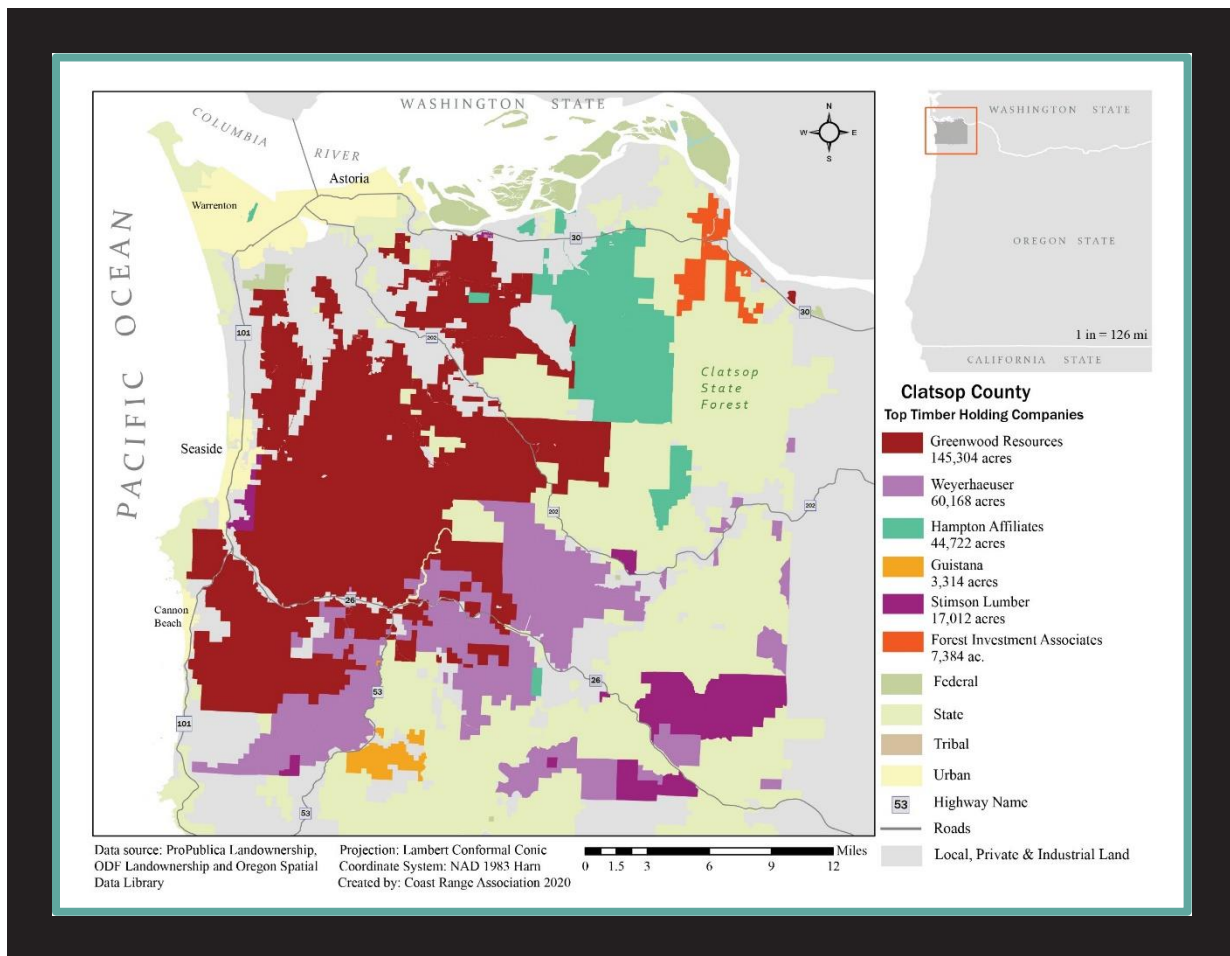 WASHINGTON STATE
COLUMBIA
RIVER
Astoria
Warrenton
N
W E
S
PACIFIC OCEAN
30
101
202
30
Clatsop
State
Forest
Seaside
202
202
26
Cannon
Beach
53
26
101
53
WASHINGTON STATE
OREGON STATE
1 in = 126 mi
CALIFORNIA STATE
Clatsop County
Top Timber Holding Companies
Greenwood Resources
145,304 acres
Weyerhaeuser
60,168 acres
Hampton Affiliates
44,722 acres
Guistana
3,314 acres
Stimson Lumber
17,012 acres
Forest Investment Associates
7,384 ac.
Federal
State
Tribal
Urban
53 Highway Name
Roads
Local, Private & Industrial Land
Data source: ProPublica Landownership,
ODF Landownership and Oregon Spatial
Data Library
Projection: Lambert Conformal Conic
Coordinate System: NAD 1983 Harn
Created by: Coast Range Association 2020
Miles
0 1.5 3 6 9 12